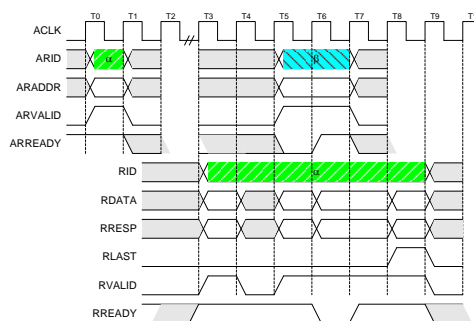 T0 T1 T2 T3 T4 T5 T6 T7 T8 T9
ACLK
ARID α β
ARADDR
ARVALID
ARREADY
RID α
RDATA
RRESP
RLAST
RVALID
RREADY